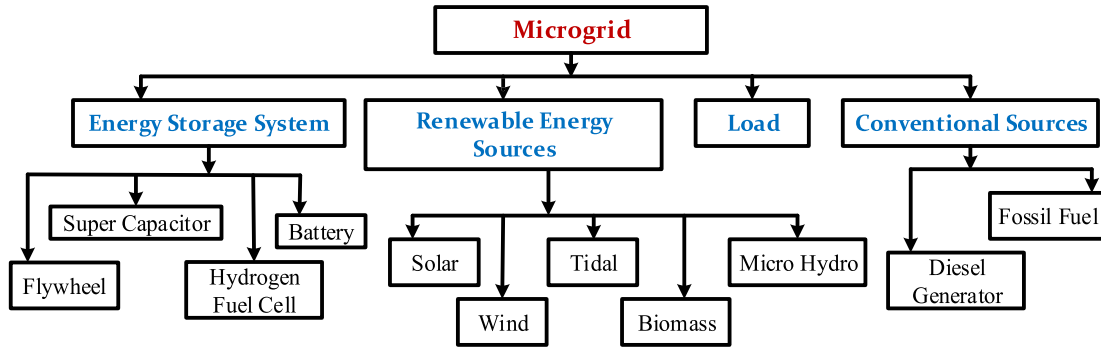 Microgrid
Energy Storage System
Renewable Energy
Sources
Load
Conventional Sources
Super Capacitor
Battery
Flywheel
Hydrogen
Fuel Cell
Solar
Tidal
Micro Hydro
Wind
Biomass
Fossil Fuel
Diesel
Generator